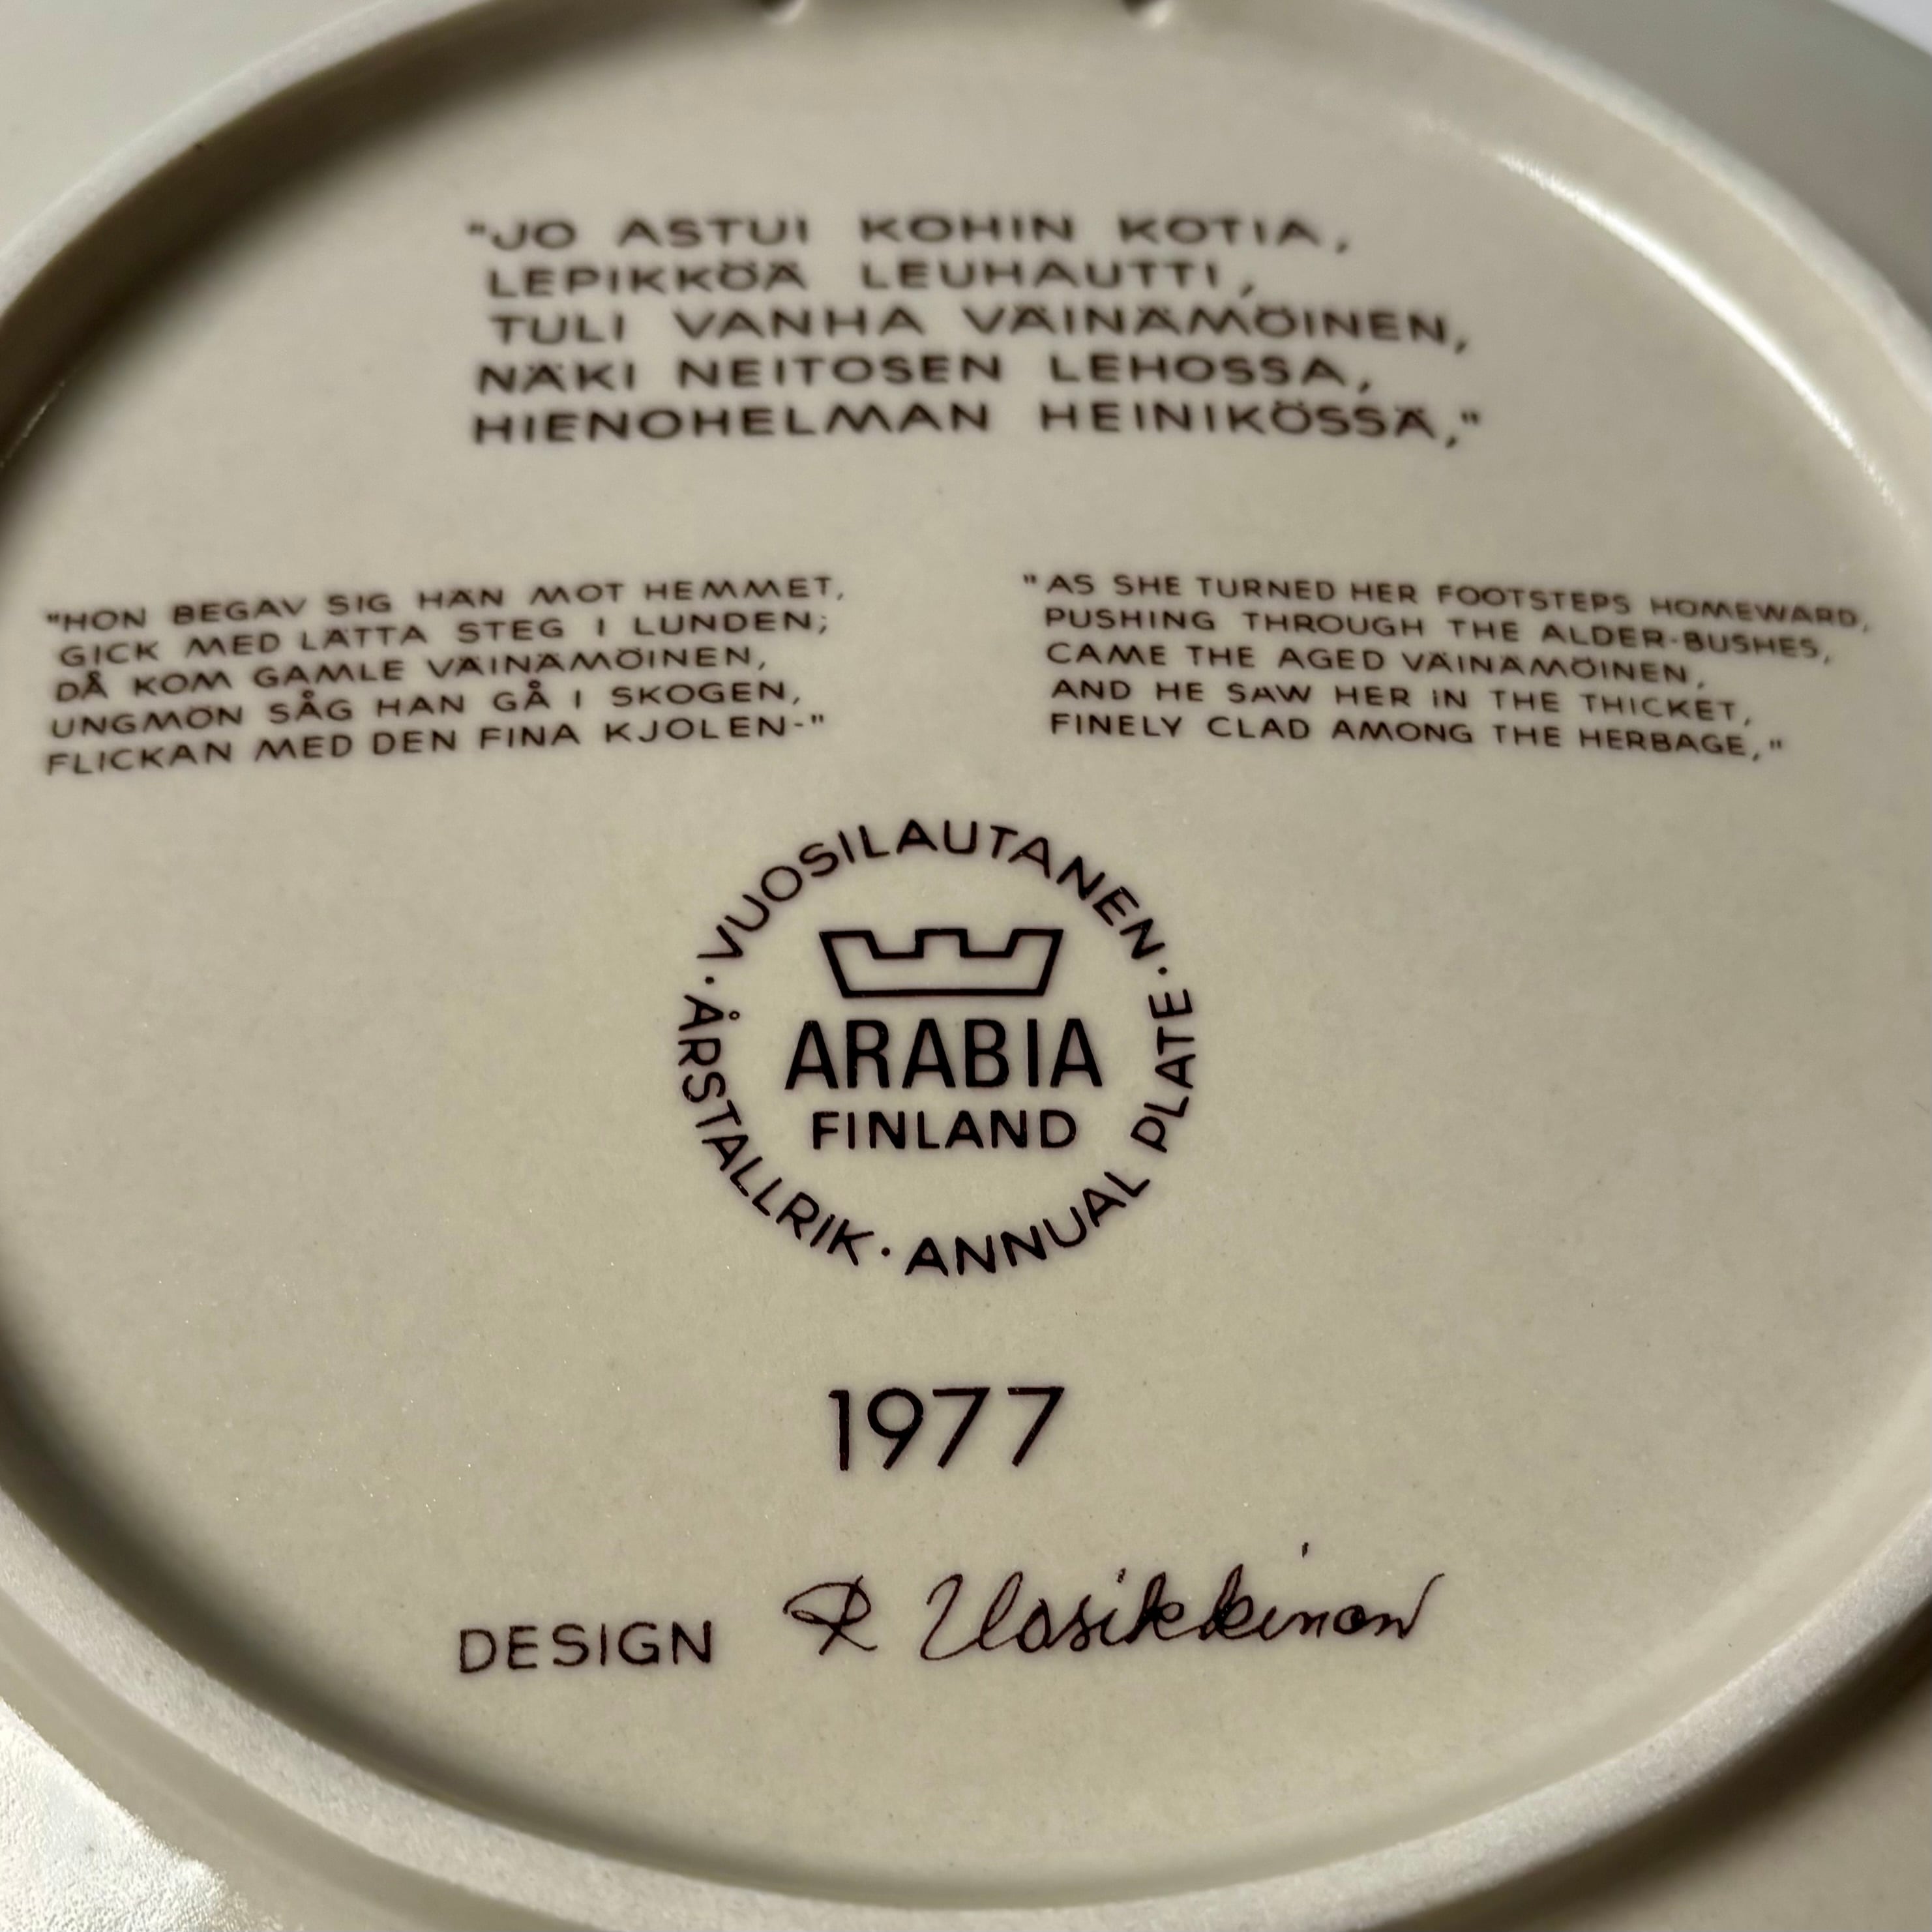 "JO ASTUI KOHIN KOTIA,
LEPIKKÖÄ LEUHAUTTI,
TULI VANHA VÄINÄMÖINEN,
NÄKI NEITOSEN LEHOSSA,
HIENOHELMAN HEINIKÖSSÄ,"
"HON BEGAV SIG HÄN MOT HEMMET,
GICK MED LÄTTA STEG I LUNDEN;
DÅ KOM GAMLE VÄINÄMÖINEN,
UNGMÖN SÅG HAN GÅ I SKOGEN,
FLICKAN MED DEN FINA KJOLEN-"
"AS SHE TURNED HER FOOTSTEPS HOMEWARD,
PUSHING THROUGH THE ALDER-BUSHES,
CAME THE AGED VÄINÄMÖINEN,
AND HE SAW HER IN THE THICKET,
FINELY CLAD AMONG THE HERBAGE,"
· VUOSILAUTANEN ·
ARABIA
FINLAND
ÅRSTALLRIK · ANNUAL PLATE
1977
DESIGN R Uosikkinen